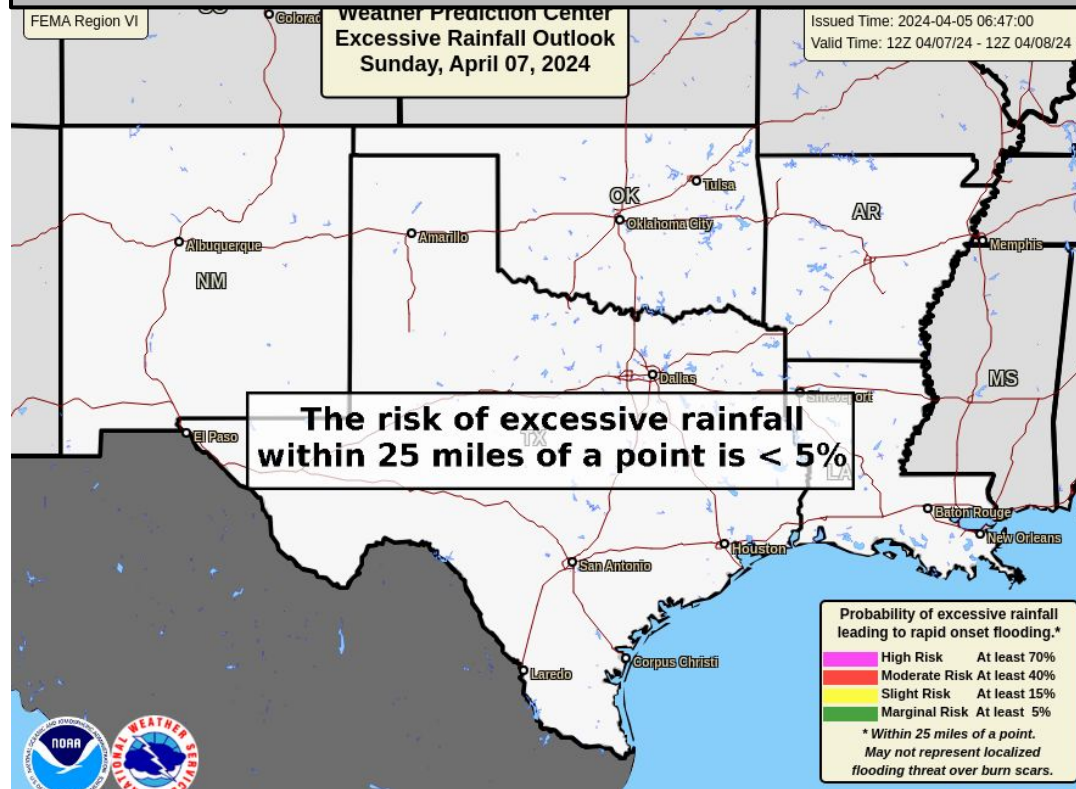 FEMA Region VI
Weather Prediction Center
Excessive Rainfall Outlook
Sunday, April 07, 2024
Issued Time: 2024-04-05 06:47:00
Valid Time: 12Z 04/07/24 - 12Z 04/08/24
Tulsa
OK
Oklahoma City
AR
Amarillo
Albuquerque
Memphis
NM
Dallas
MS
Shreveport
The risk of excessive rainfall
within 25 miles of a point is < 5%
El Paso
TX
LA
Baton Rouge
New Orleans
Houston
San Antonio
Corpus Christi
Laredo
Probability of excessive rainfall
leading to rapid onset flooding.*
High Risk At least 70%
Moderate Risk At least 40%
Slight Risk At least 15%
Marginal Risk At least 5%
* Within 25 miles of a point.
May not represent localized
flooding threat over burn scars.
NOAA